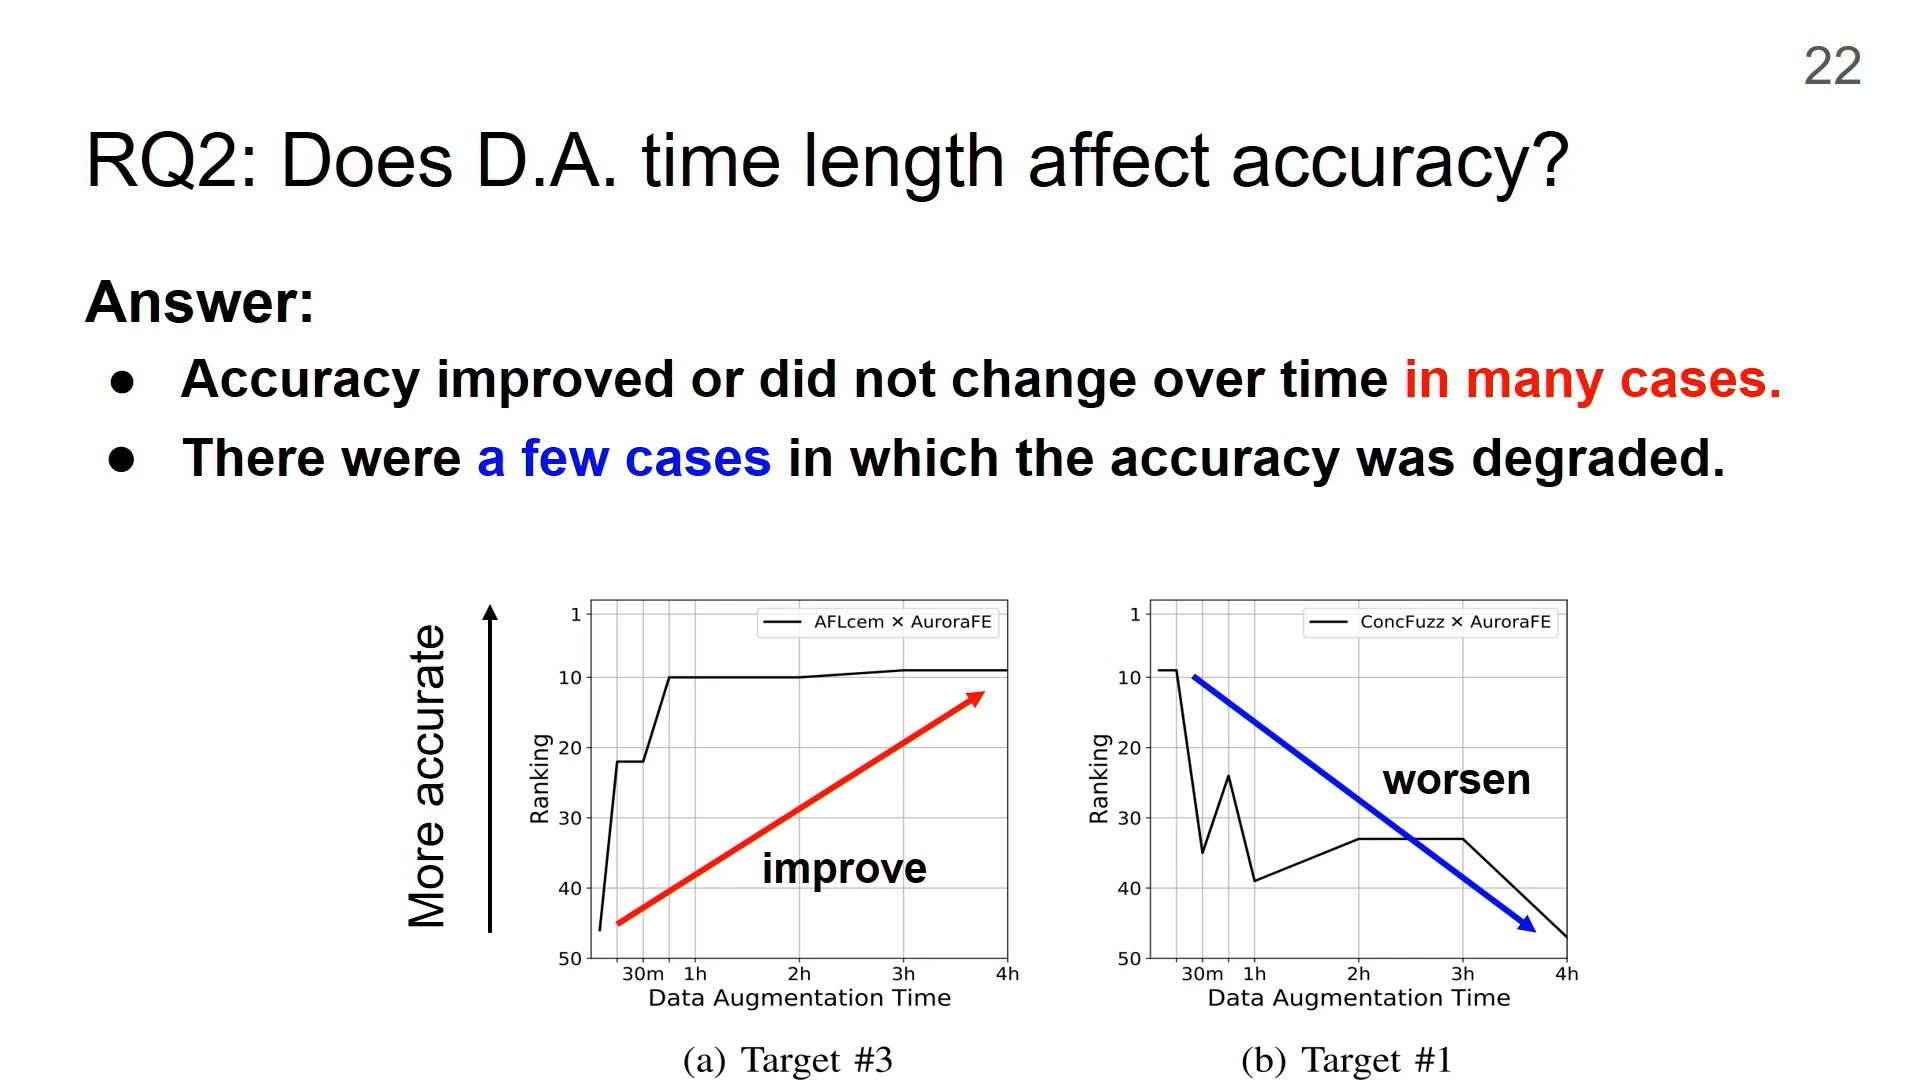 22
RQ2: Does D.A. time length affect accuracy?
Answer:
● Accuracy improved or did not change over time in many cases.
● There were a few cases in which the accuracy was degraded.
More accurate
Ranking
1
10
20
30
40
50
AFLcem × AuroraFE
improve
30m 1h 2h 3h 4h
Data Augmentation Time
(a) Target #3
Ranking
1
10
20
30
40
50
ConcFuzz × AuroraFE
worsen
30m 1h 2h 3h 4h
Data Augmentation Time
(b) Target #1